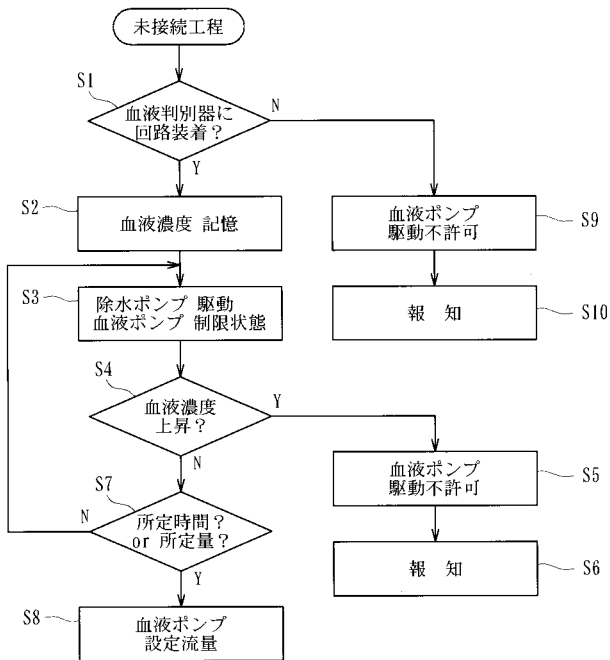 未接続工程
S1
血液判別器に
回路装着？
N
Y
S2
血液濃度 記憶
S9
血液ポンプ
駆動不許可
S3
除水ポンプ 駆動
血液ポンプ 制限状態
S10
報 知
S4
血液濃度
上昇？
Y
N
S5
血液ポンプ
駆動不許可
S7
所定時間？
or 所定量？
N
Y
S6
報 知
S8
血液ポンプ
設定流量